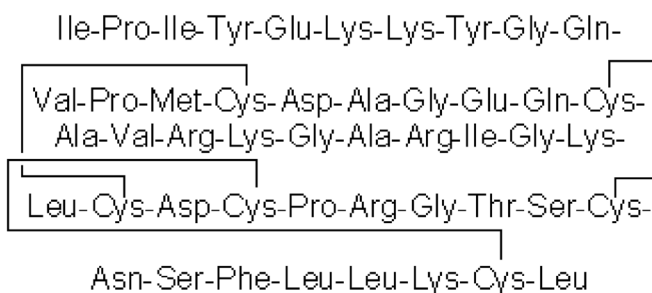 Ile-Pro-Ile-Tyr-Glu-Lys-Lys-Tyr-Gly-Gln-
Val-Pro-Met-Cys-Asp-Ala-Gly-Glu-Gln-Cys-
Ala-Val-Arg-Lys-Gly-Ala-Arg-Ile-Gly-Lys-
Leu-Cys-Asp-Cys-Pro-Arg-Gly-Thr-Ser-Cys-
Asn-Ser-Phe-Leu-Leu-Lys-Cys-Leu